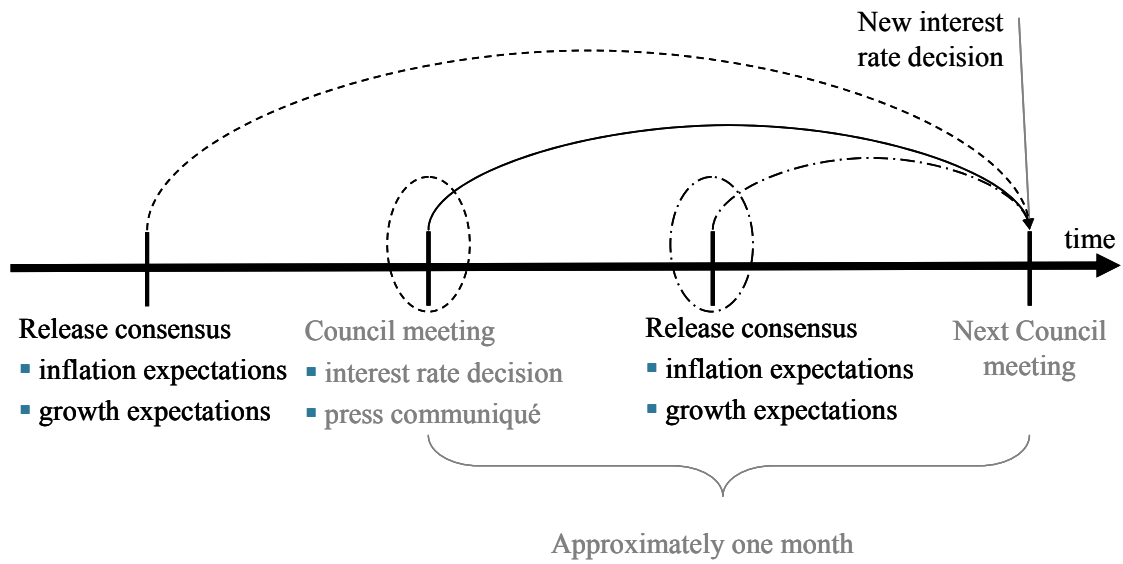 New interest
rate decision
time
Release consensus
▪ inflation expectations
▪ growth expectations
Council meeting
▪ interest rate decision
▪ press communiqué
Release consensus
▪ inflation expectations
▪ growth expectations
Next Council
meeting
Approximately one month